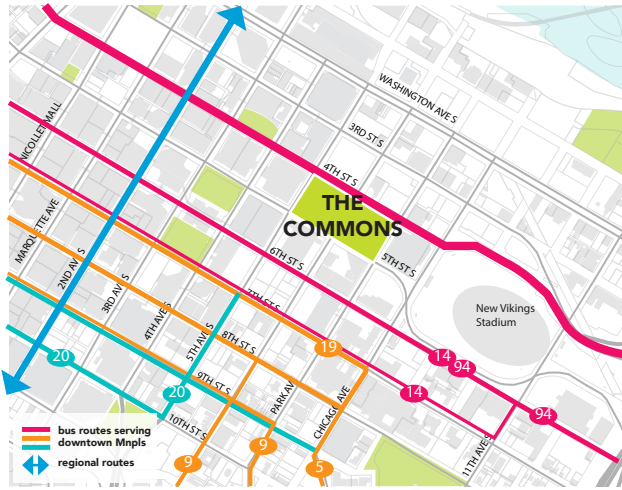 WASHINGTON AVE S
3RD ST S
4TH ST S
NICOLLET MALL
THE
COMMONS
MARQUETTE AVE
2ND AV S
3RD AV S
4TH AVE S
5TH AVE S
6TH ST S
5TH ST S
7TH ST S
8TH ST S
9TH ST S
10TH ST S
PARK AV
CHICAGO AVE
11TH AVE S
New Vikings
Stadium
19
14
94
14
94
20
20
9
9
5
bus routes serving
downtown Mnpls
regional routes